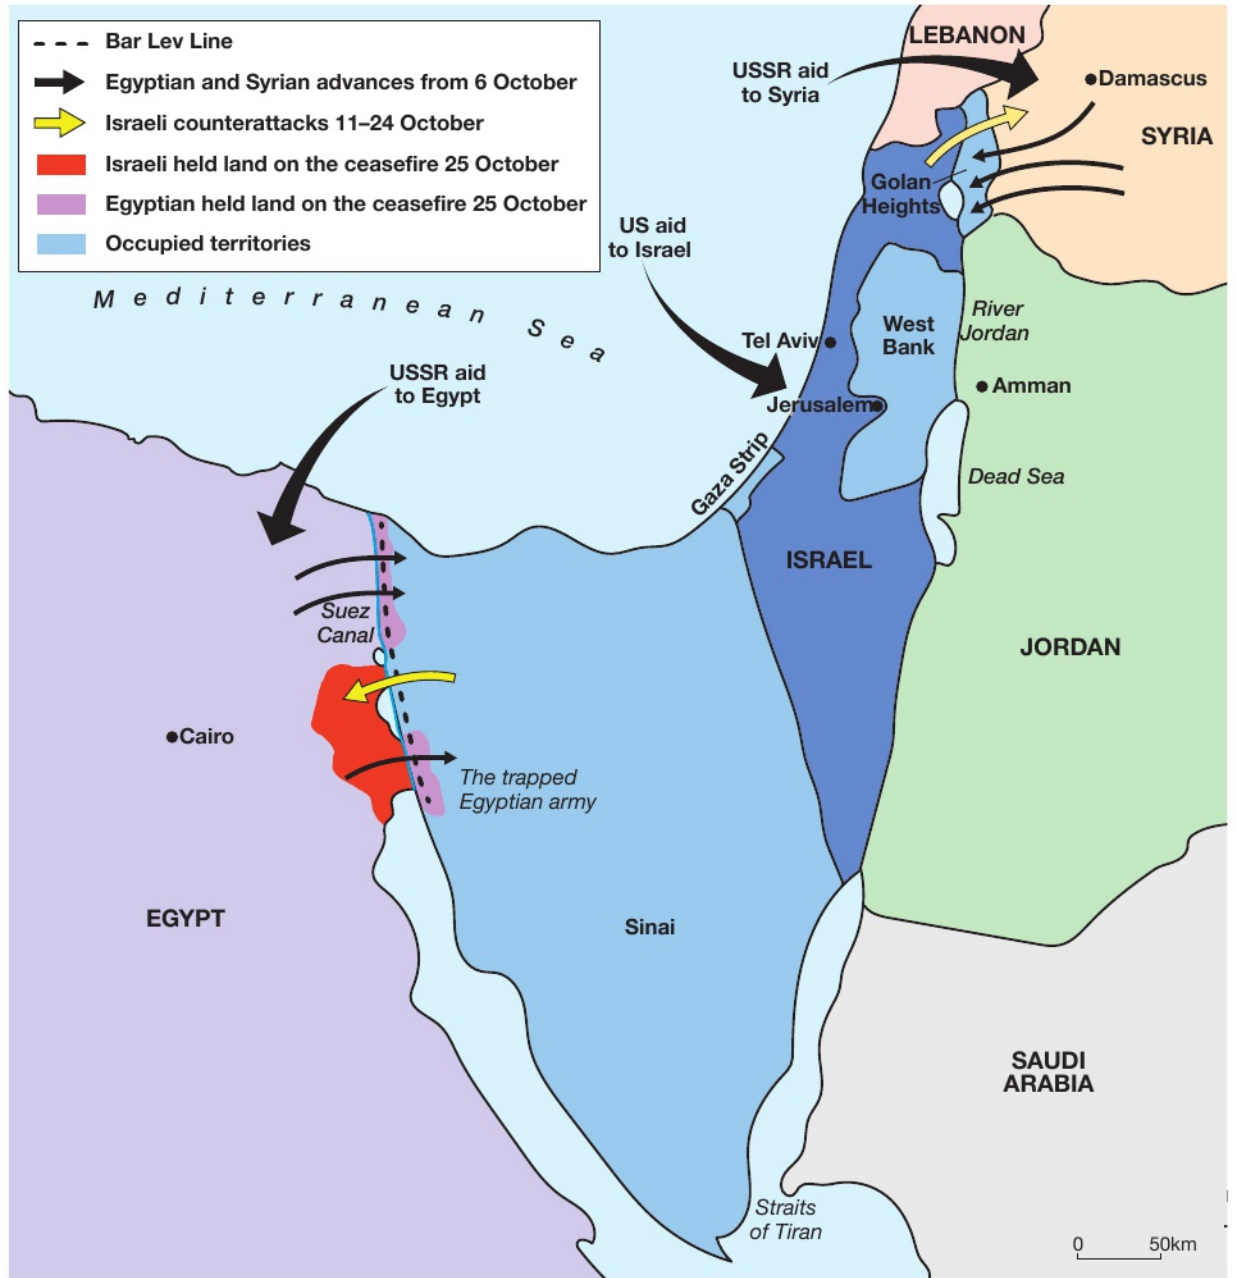 Bar Lev Line
Egyptian and Syrian advances from 6 October
Israeli counterattacks 11–24 October
Israeli held land on the ceasefire 25 October
Egyptian held land on the ceasefire 25 October
Occupied territories
LEBANON
USSR aid
to Syria
Damascus
SYRIA
Golan
Heights
US aid
to Israel
Mediterranean Sea
River
Jordan
West
Bank
Tel Aviv
USSR aid
to Egypt
Amman
Jerusalem
Gaza Strip
Dead Sea
ISRAEL
Suez
Canal
JORDAN
Cairo
The trapped
Egyptian army
EGYPT
Sinai
SAUDI
ARABIA
Straits
of Tiran
0 50km